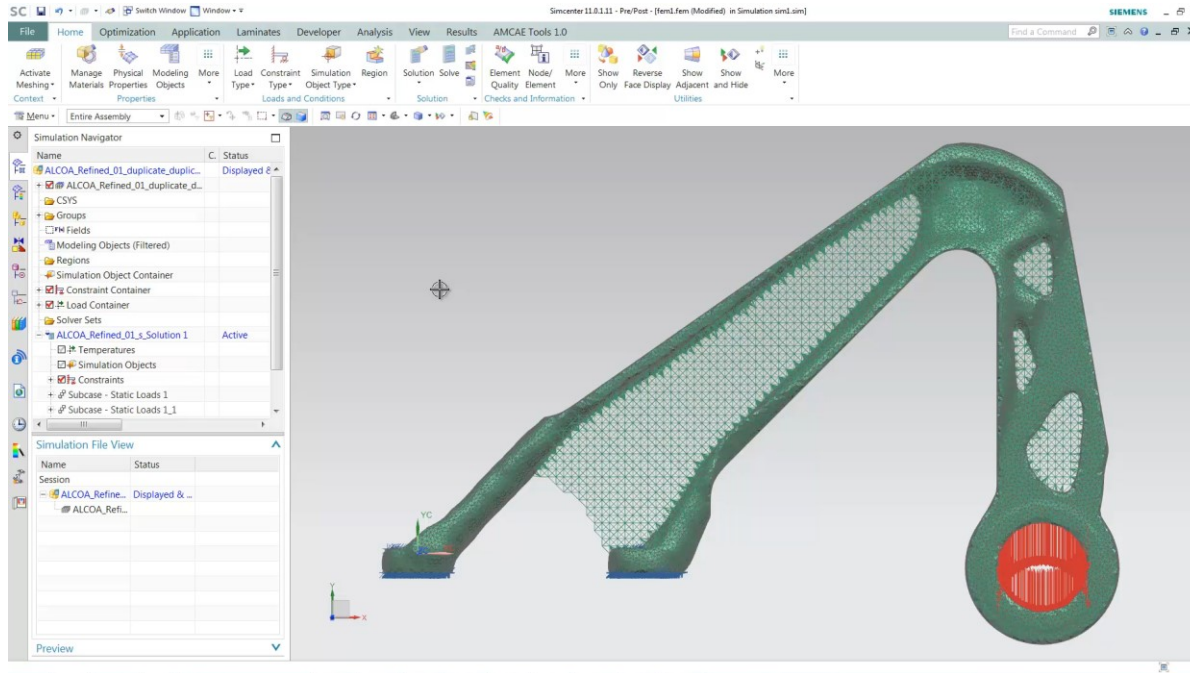 SC Switch Window Window Simcenter 11.0.1.11 - Pre/Post - [fem1.fem (Modified) in Simulation sim1.sim] SIEMENS
File Home Optimization Application Laminates Developer Analysis View Results AMCAE Tools 1.0 Find a Command
Activate Meshing Manage Materials Physical Properties Modeling Objects More Load Type Constraint Type Simulation Object Type Region Solution Solve Element Quality Node/ Element More Show Only Reverse Face Display Show Adjacent Show and Hide More
Context Properties Loads and Conditions Solution Checks and Information Utilities
Menu Entire Assembly
Simulation Navigator
Name C. Status
ALCOA_Refined_01_duplicate_duplic... Displayed &
ALCOA_Refined_01_duplicate_d...
CSYS
Groups
Fields
Modeling Objects (Filtered)
Regions
Simulation Object Container
Constraint Container
Load Container
Solver Sets
ALCOA_Refined_01_s_Solution 1 Active
Temperatures
Simulation Objects
Constraints
Subcase - Static Loads 1
Subcase - Static Loads 1_1
Simulation File View
Name Status
Session
ALCOA_Refine... Displayed & ...
ALCOA_Refi...
Preview
YC
Y
X